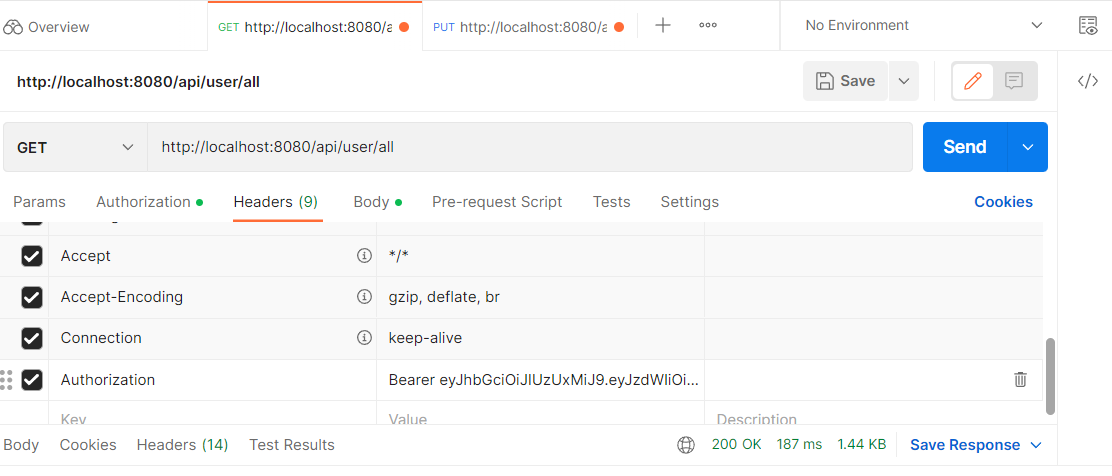 Overview GET http://localhost:8080/a PUT http://localhost:8080/a No Environment
http://localhost:8080/api/user/all Save
GET http://localhost:8080/api/user/all Send
Params Authorization Headers (9) Body Pre-request Script Tests Settings Cookies
Accept */*
Accept-Encoding gzip, deflate, br
Connection keep-alive
Authorization Bearer eyJhbGciOiJIUzUxMiJ9.eyJzdWIiOi...
Key Value Description
Body Cookies Headers (14) Test Results 200 OK 187 ms 1.44 KB Save Response